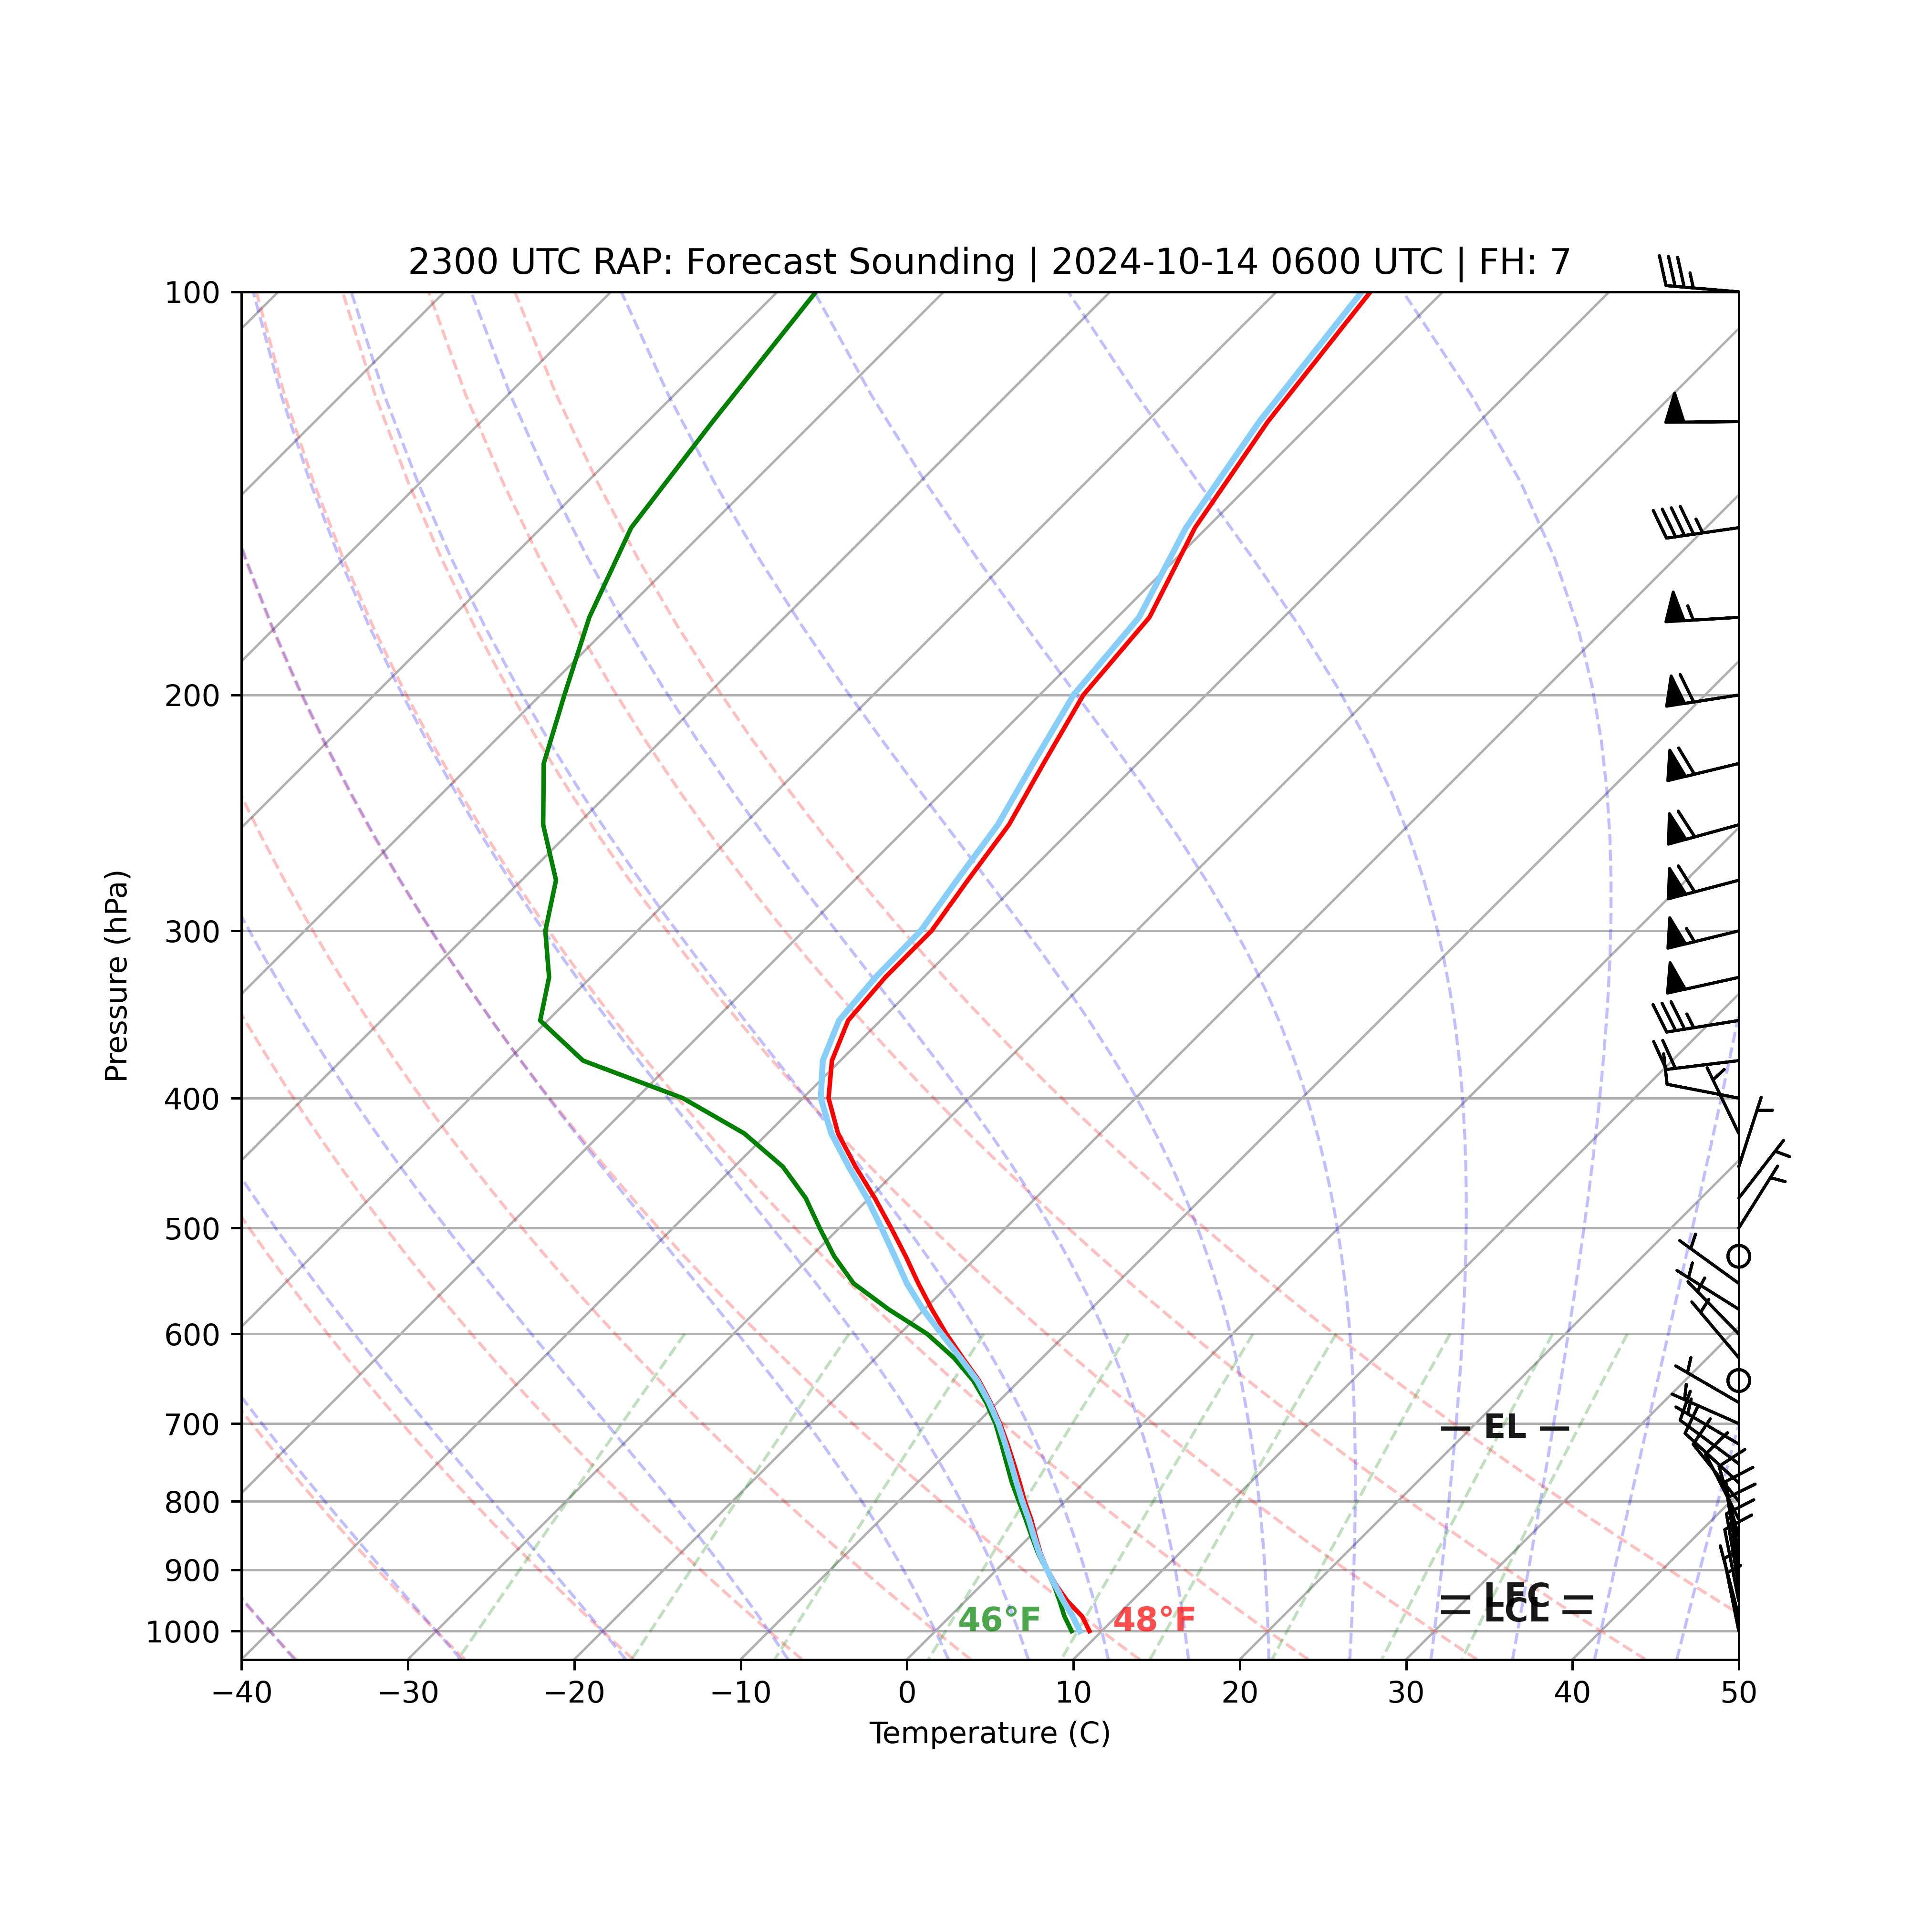 2300 UTC RAP: Forecast Sounding | 2024-10-14 0600 UTC | FH: 7
100
200
300
400
500
600
700
800
900
1000
Pressure (hPa)
— EL —
— LFC —
— LCL —
46°F
48°F
−40
−30
−20
−10
0
10
20
30
40
50
Temperature (C)